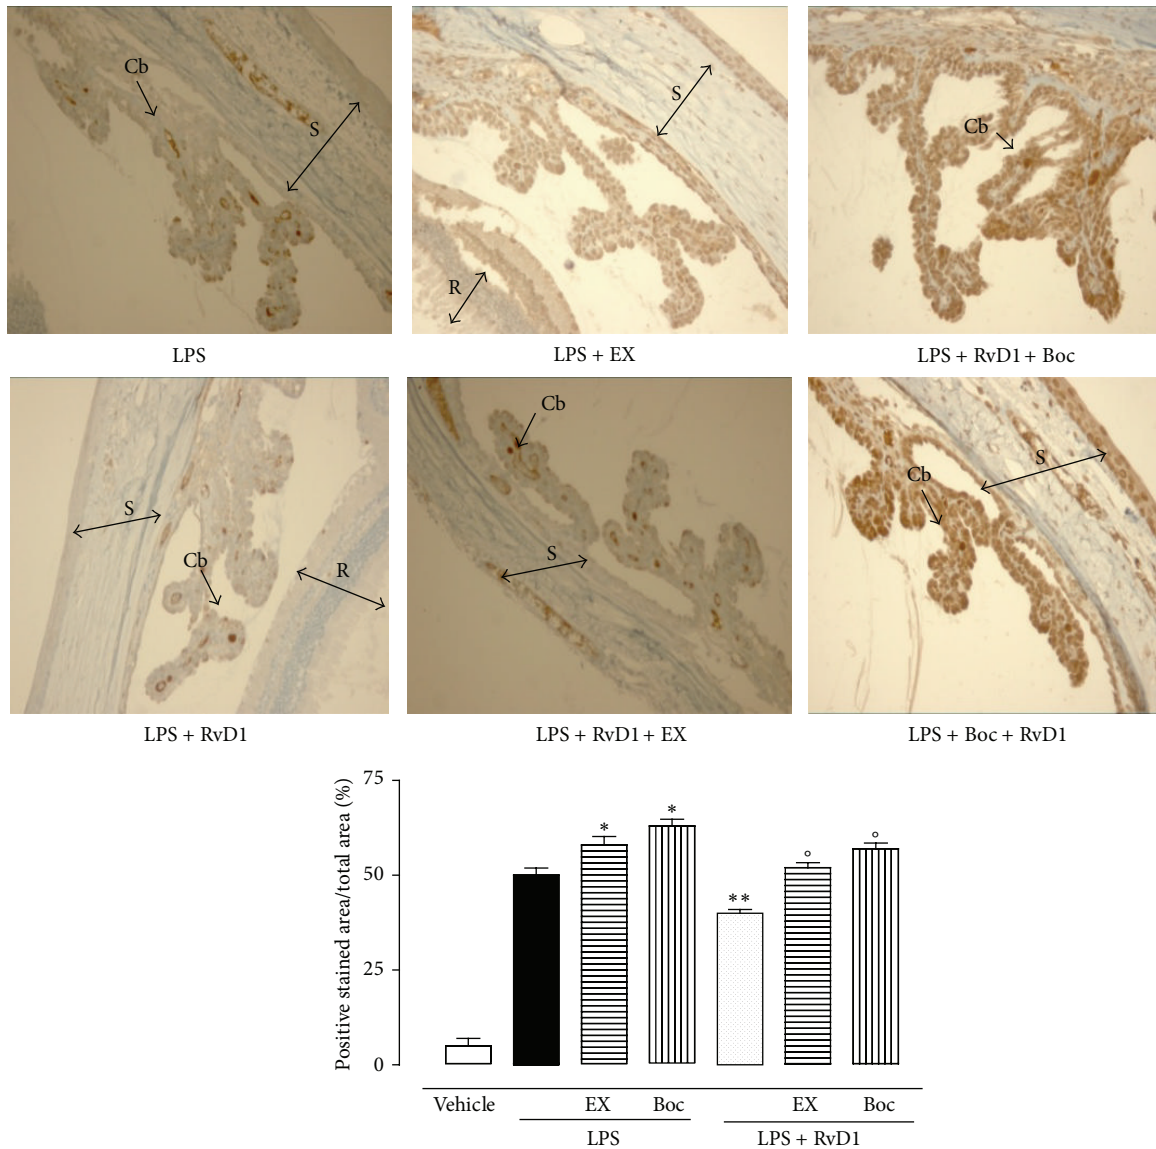 Cb
S
LPS
S
R
LPS + EX
Cb
LPS + RvD1 + Boc
S
Cb
R
LPS + RvD1
Cb
S
LPS + RvD1 + EX
S
Cb
LPS + Boc + RvD1
Positive stained area/total area (%)
75
50
25
0
*
*
**
°
°
Vehicle
EX
Boc
EX
Boc
LPS
LPS + RvD1